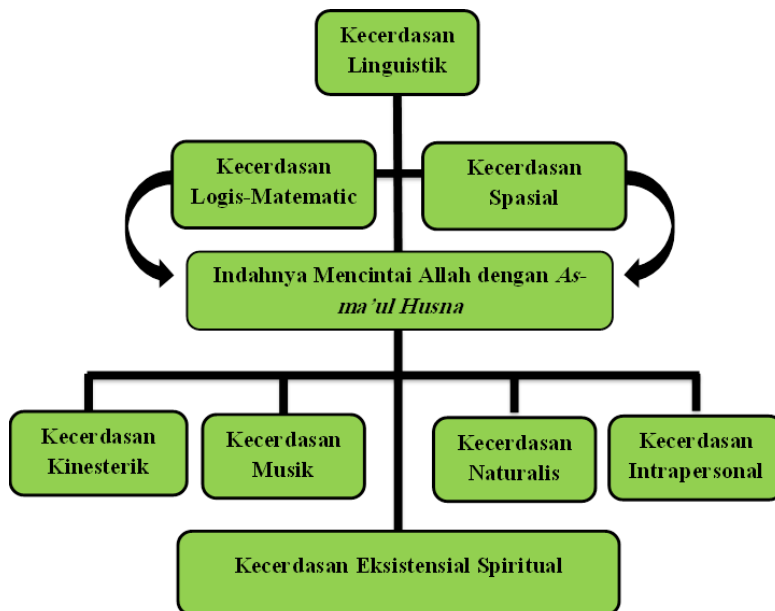 Kecerdasan
Linguistik
Kecerdasan
Logis-Matematic
Kecerdasan
Spasial
Indahnya Mencintai Allah dengan As-
ma’ul Husna
Kecerdasan
Kinesterik
Kecerdasan
Musik
Kecerdasan
Naturalis
Kecerdasan
Intrapersonal
Kecerdasan Eksistensial Spiritual